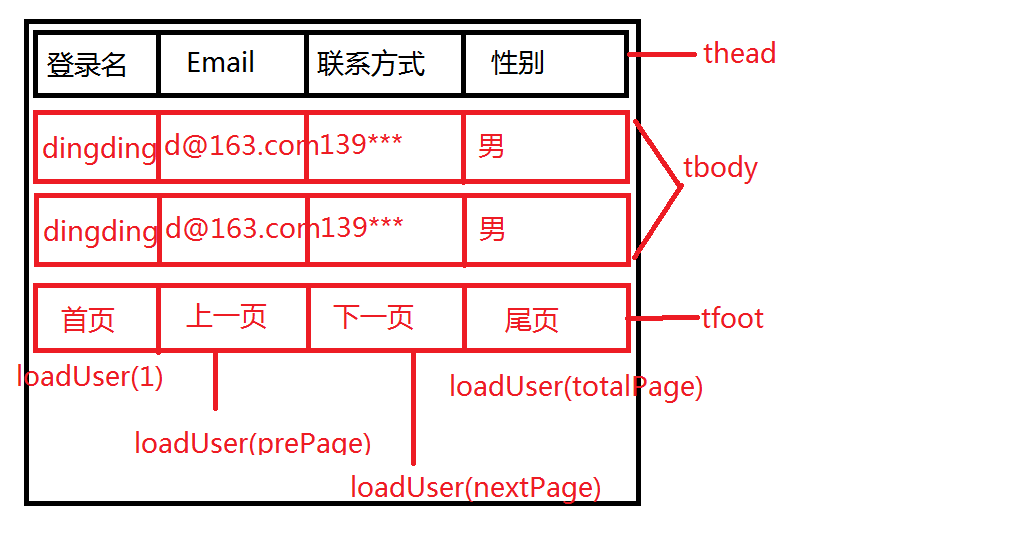 登录名 Email 联系方式 性别 thead
dingding d@163.com 139*** 男
tbody
dingding d@163.com 139*** 男
首页 上一页 下一页 尾页 tfoot
loadUser(1)
loadUser(totalPage)
loadUser(prePage)
loadUser(nextPage)